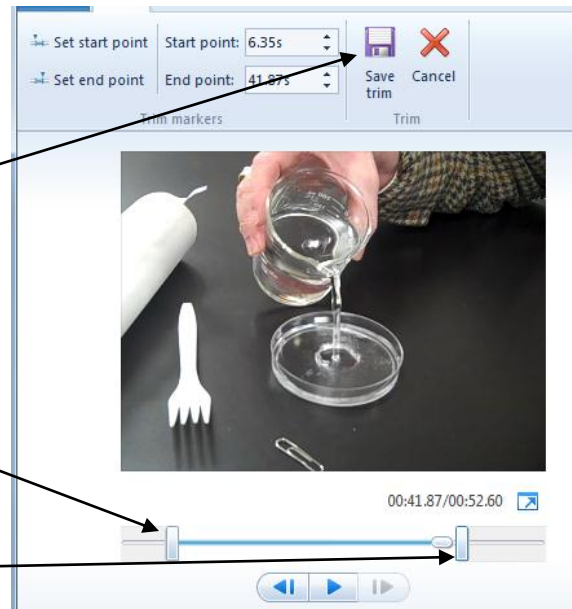 Set start point
Start point: 6.35s
Set end point
End point: 41.87s
Save trim
Cancel
Trim markers
Trim
00:41.87/00:52.60